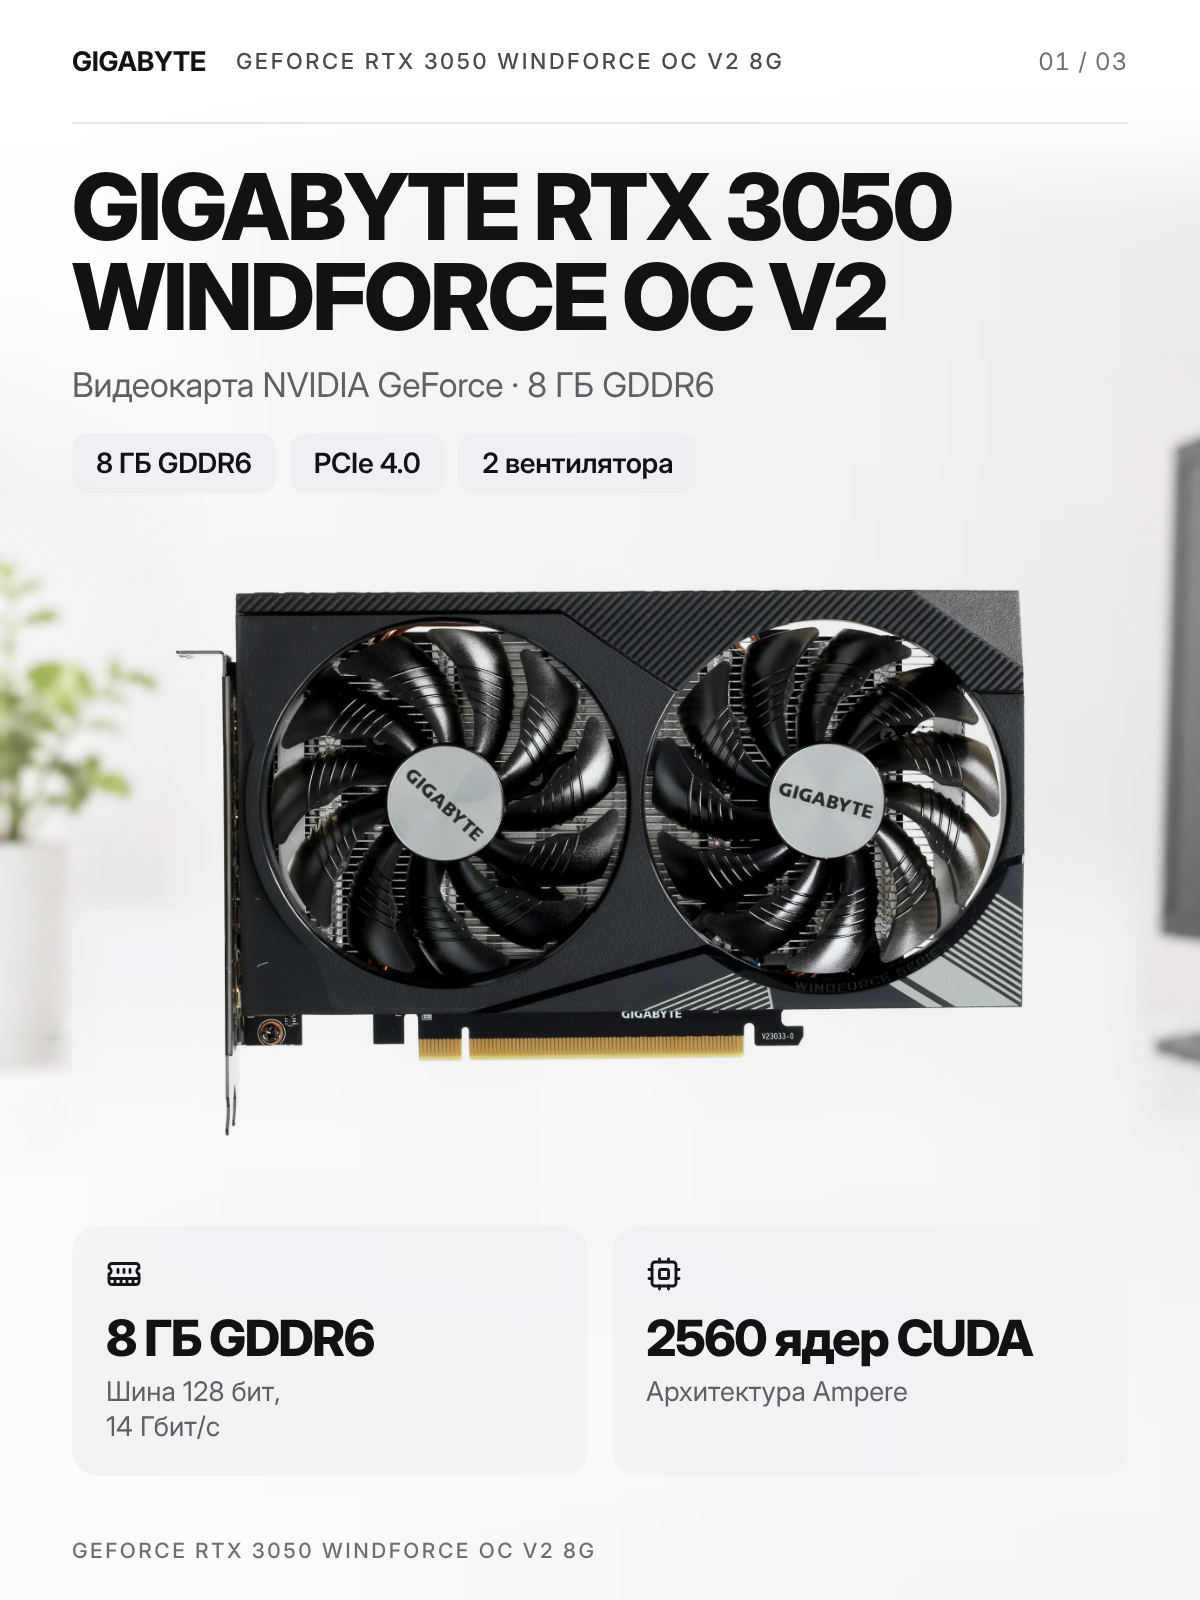 GIGABYTE GEFORCE RTX 3050 WINDFORCE OC V2 8G 01 / 03
GIGABYTE RTX 3050
WINDFORCE OC V2
Видеокарта NVIDIA GeForce · 8 ГБ GDDR6
8 ГБ GDDR6 PCIe 4.0 2 вентилятора
GIGABYTE
GIGABYTE
WINDFORCE SERIES
GIGABYTE
V23033-0
8 ГБ GDDR6
Шина 128 бит,
14 Гбит/с
2560 ядер CUDA
Архитектура Ampere
GEFORCE RTX 3050 WINDFORCE OC V2 8G